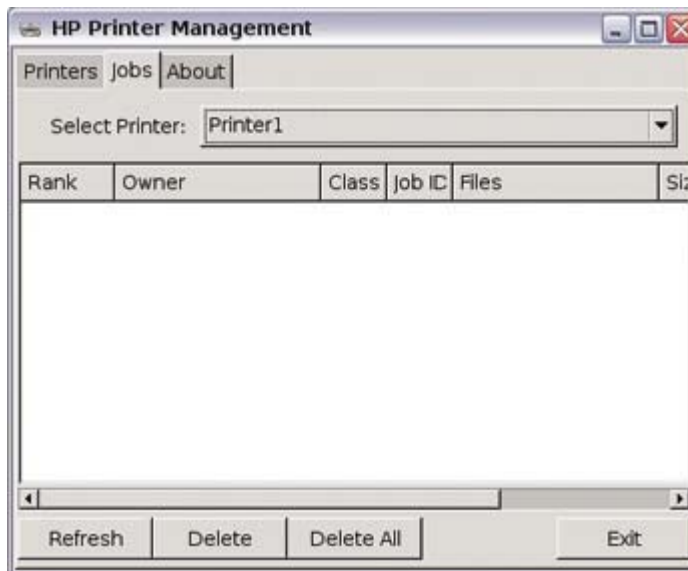 HP Printer Management
Printers Jobs About
Select Printer: Printer1
Rank Owner Class Job ID Files Siz
Refresh Delete Delete All Exit